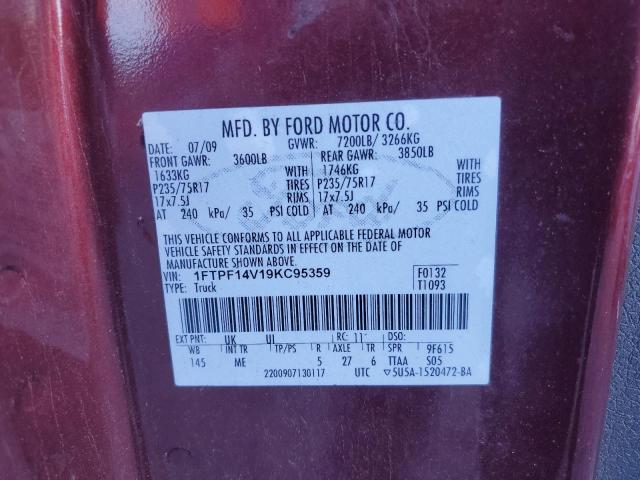 MFD. BY FORD MOTOR CO.
DATE: 07/09 GVWR: 7200LB/ 3266KG
FRONT GAWR: 3600LB REAR GAWR: 3850LB
1633KG WITH 1746KG WITH
P235/75R17 TIRES P235/75R17 TIRES
17x7.5J RIMS 17x7.5J RIMS
AT 240 kPa/ 35 PSI COLD AT 240 kPa/ 35 PSI COLD
THIS VEHICLE CONFORMS TO ALL APPLICABLE FEDERAL MOTOR
VEHICLE SAFETY STANDARDS IN EFFECT ON THE DATE OF
MANUFACTURE SHOWN ABOVE.
VIN: 1FTPF14V19KC95359 F0132
TYPE: Truck T1093
EXT PNT: UK UI RC: 11 DSO:
WB INT TR TP/PS R AXLE TR SPR 9F615
145 ME 5 27 6 TTAA S05
2200907130117 UTC ▽5U5A-1520472-BA